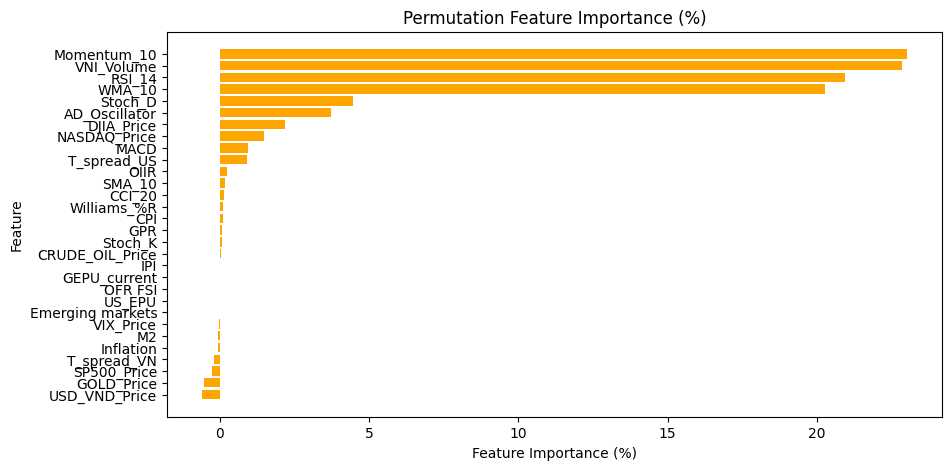 Permutation Feature Importance (%)
Momentum_10
VNI_Volume
RSI_14
WMA_10
Stoch_D
AD_Oscillator
DJIA_Price
NASDAQ_Price
MACD
T_spread_US
OIIR
SMA_10
CCI_20
Williams_%R
CPI
GPR
Stoch_K
CRUDE_OIL_Price
IPI
GEPU_current
OFR FSI
US_EPU
Emerging markets
VIX_Price
M2
Inflation
T_spread_VN
SP500_Price
GOLD_Price
USD_VND_Price
Feature
0 5 10 15 20
Feature Importance (%)